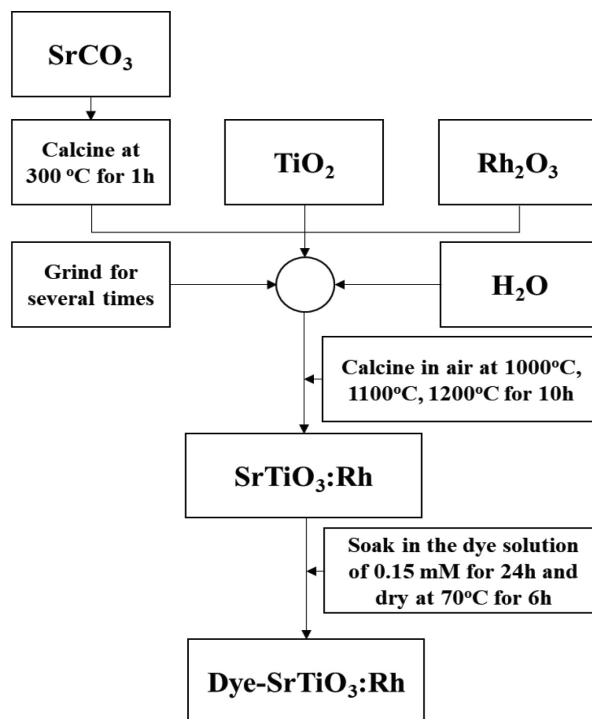 SrCO₃
Calcine at
300 °C for 1h
TiO₂
Rh₂O₃
Grind for
several times
H₂O
Calcine in air at 1000°C,
1100°C, 1200°C for 10h
SrTiO₃:Rh
Soak in the dye solution
of 0.15 mM for 24h and
dry at 70°C for 6h
Dye-SrTiO₃:Rh